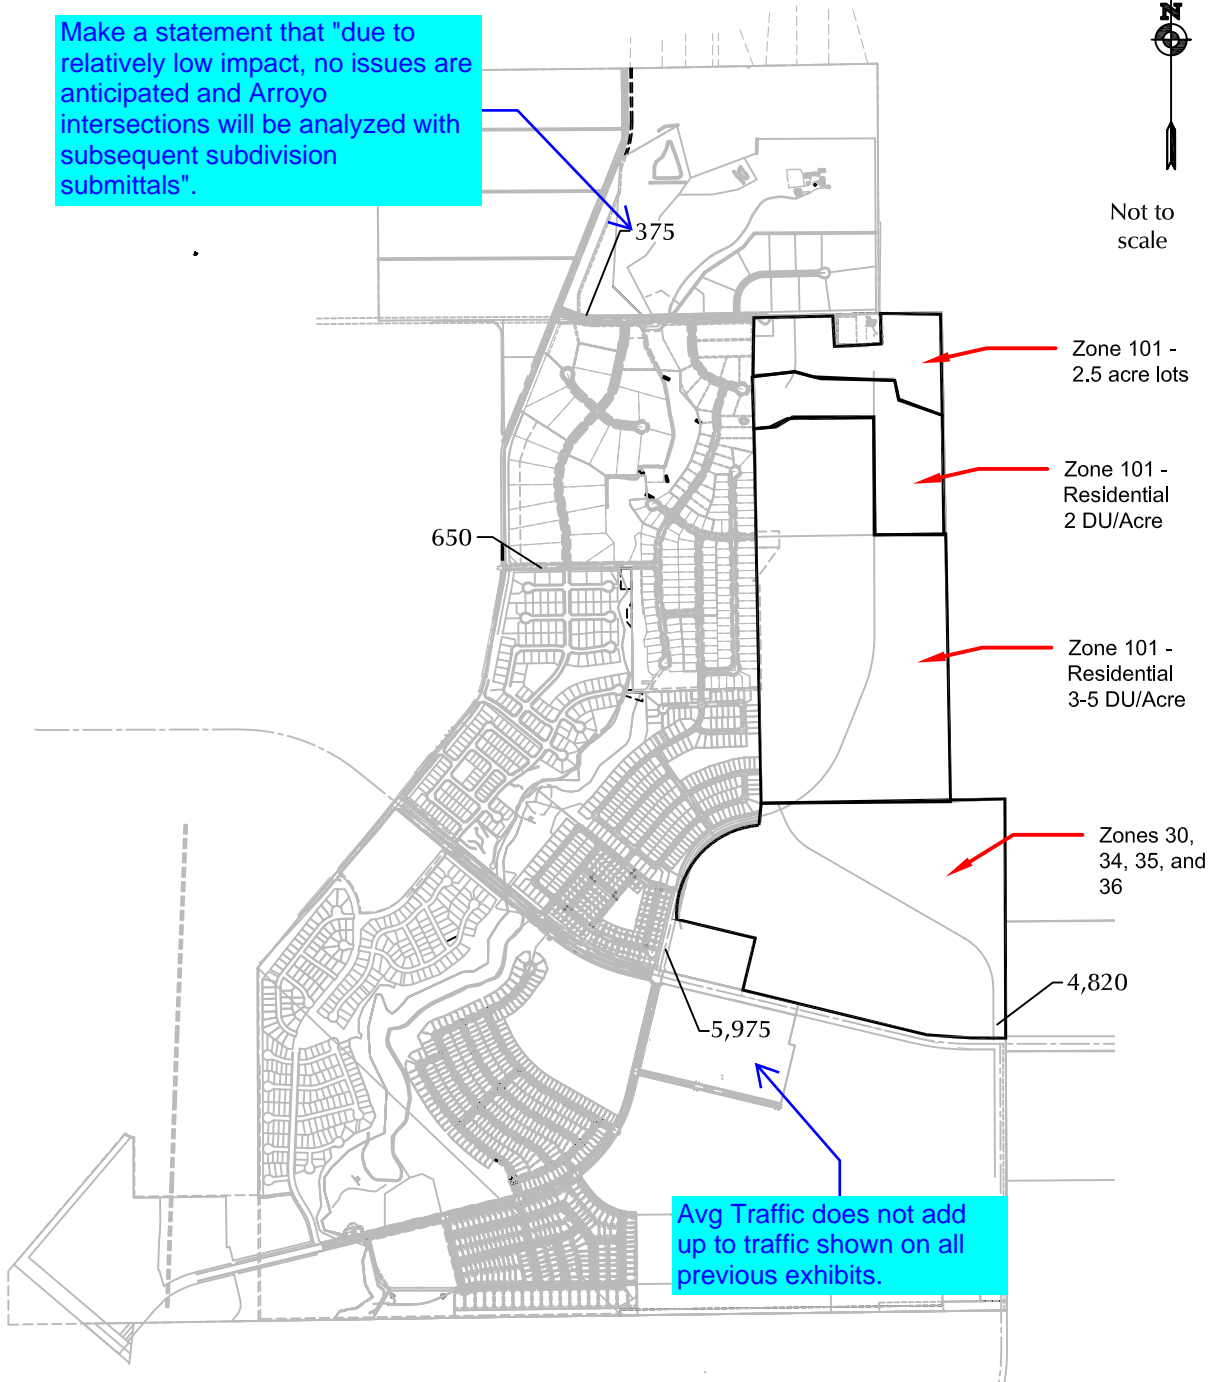 Make a statement that "due to
relatively low impact, no issues are
anticipated and Arroyo
intersections will be analyzed with
subsequent subdivision
submittals".
N
Not to
scale
375
Zone 101 -
2.5 acre lots
Zone 101 -
Residential
2 DU/Acre
650
Zone 101 -
Residential
3-5 DU/Acre
Zones 30,
34, 35, and
36
4,820
5,975
Avg Traffic does not add
up to traffic shown on all
previous exhibits.